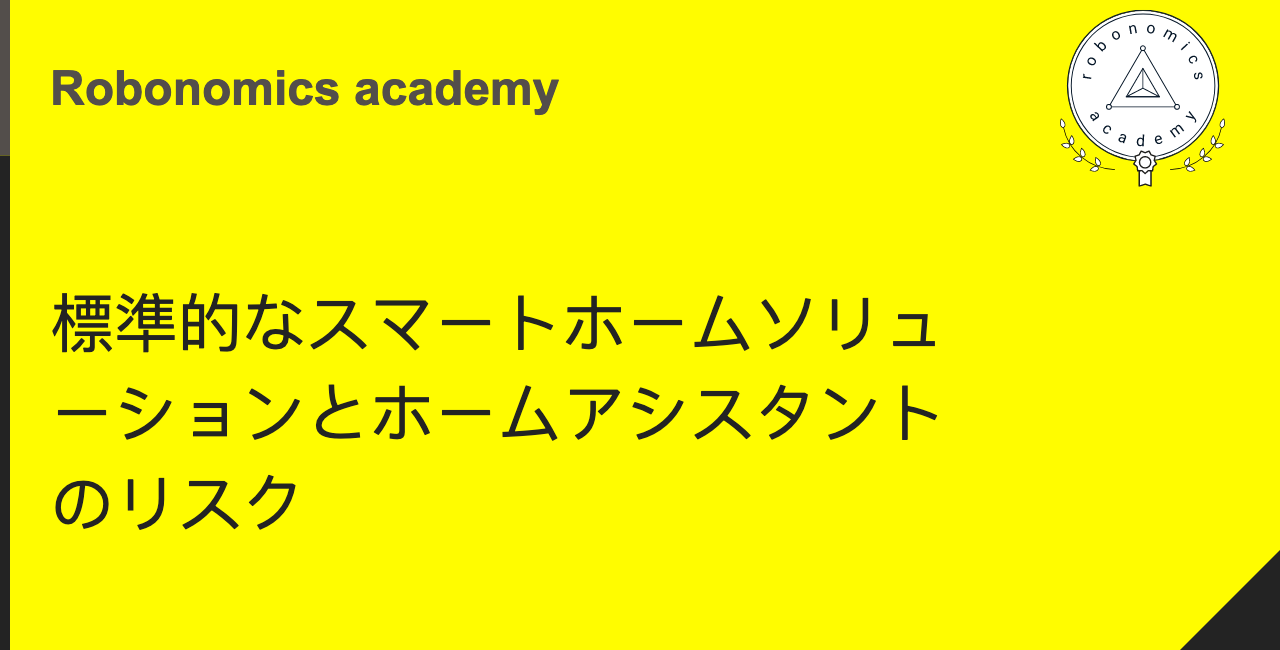 Robonomics academy
robonomics
academy
標準的なスマートホームソリュ
ーションとホームアシスタント
のリスク